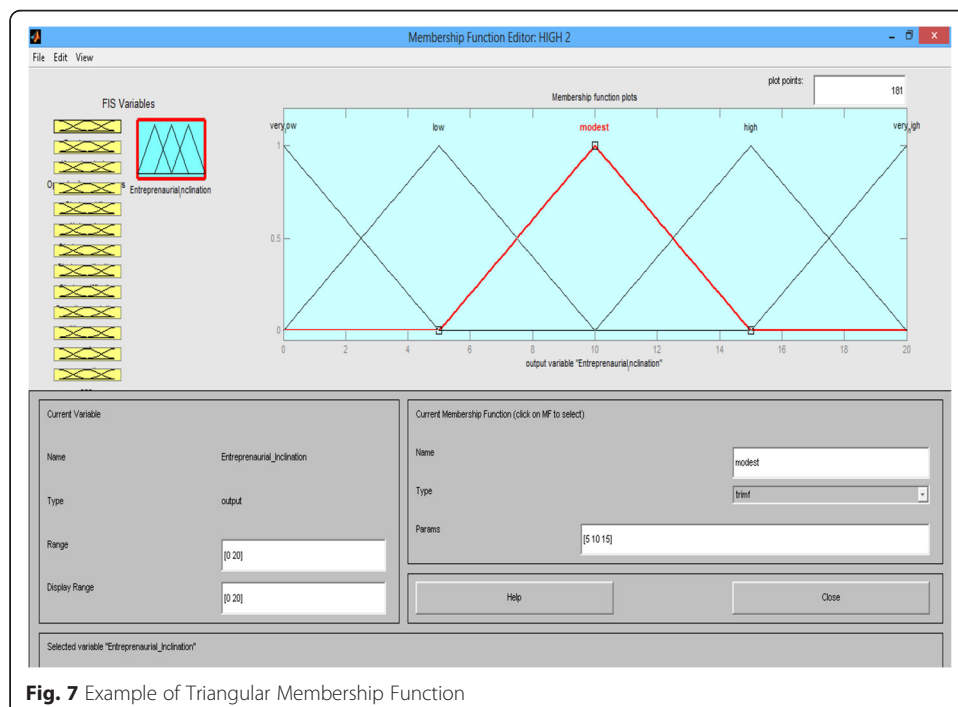 Membership Function Editor: HIGH 2
File Edit View
FIS Variables
plot points:
181
Membership function plots
low
modest
high
1
0.5
0
0 2 4 6 8 10 12 14 16 18 20
output variable "Entreprenaurial_Inclination"
Entreprenaurial_Inclination
Current Variable
Name Entreprenaurial_Inclination
Type output
Range [0 20]
Display Range [0 20]
Current Membership Function (click on MF to select)
Name modest
Type trimf
Params [5 10 15]
Help Close
Selected variable "Entreprenaurial_Inclination"
Fig. 7 Example of Triangular Membership Function